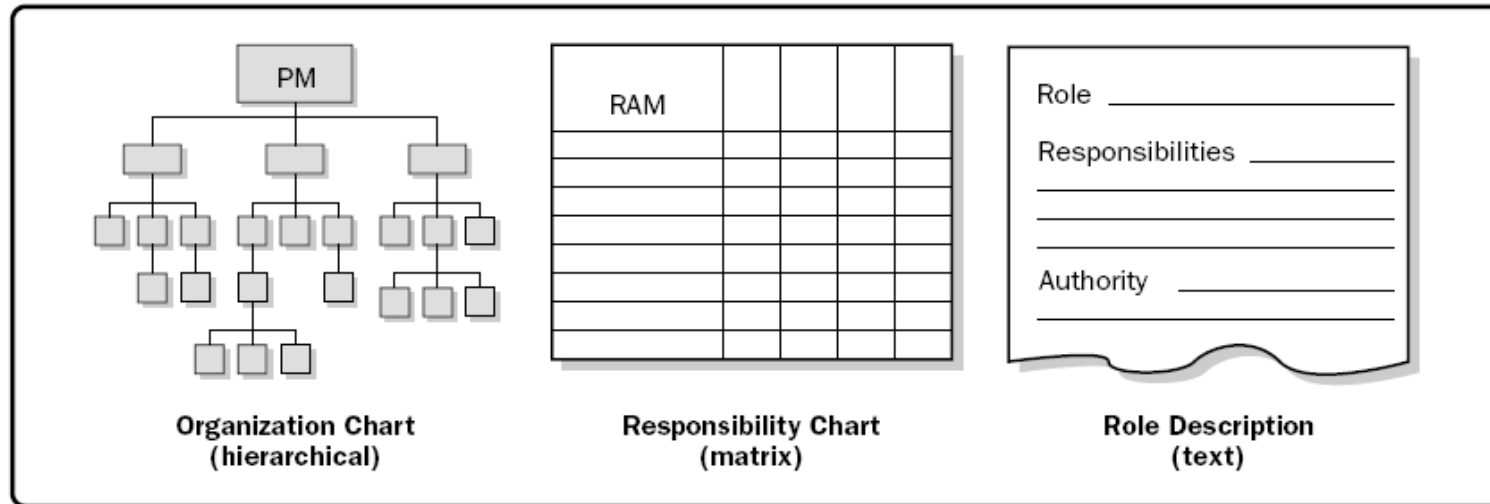 PM
RAM
Role
Responsibilities
Authority
Organization Chart
(hierarchical)
Responsibility Chart
(matrix)
Role Description
(text)